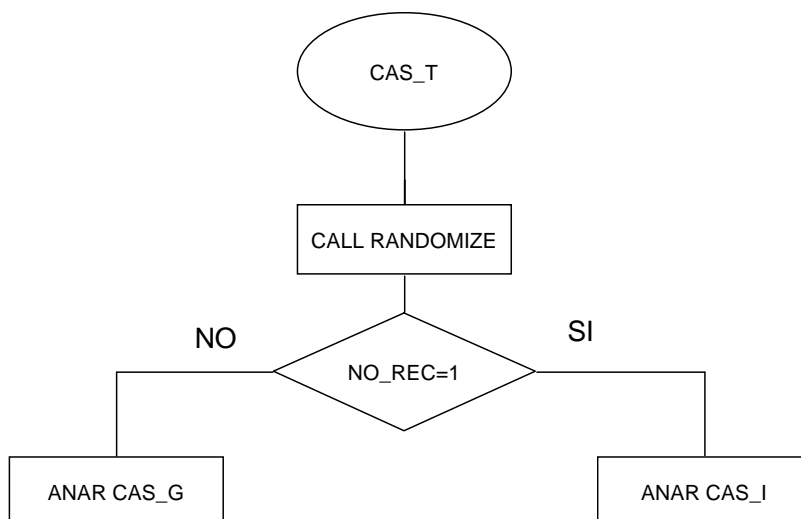 CAS_T
CALL RANDOMIZE
NO
SI
NO_REC=1
ANAR CAS_G
ANAR CAS_I